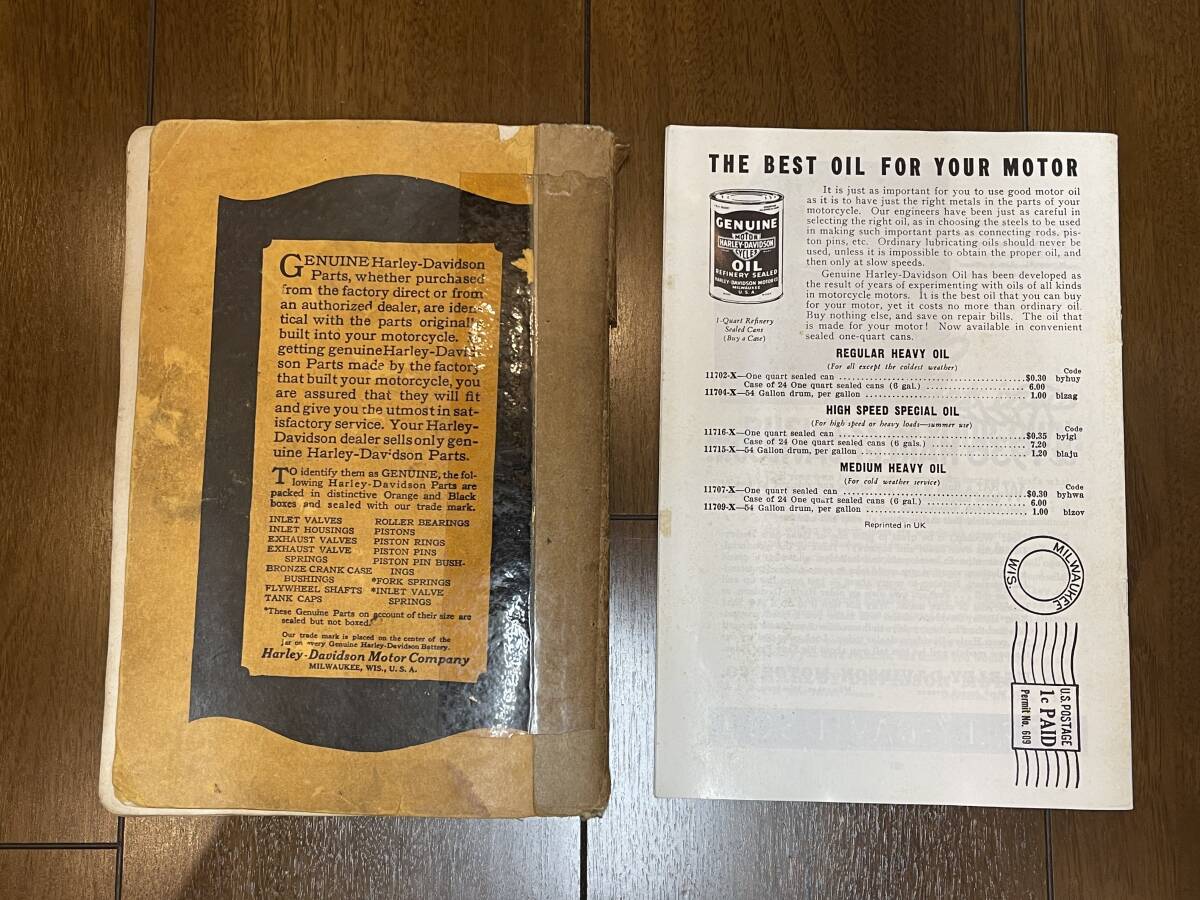 GENUINE Harley-Davidson
Parts, whether purchased
from the factory direct or from
an authorized dealer, are iden
tical with the parts originally
built into your motorcycle.
getting genuine Harley-David
son Parts made by the factory
that built your motorcycle, you
are assured that they will fit
and give you the utmost in sat-
isfactory service. Your Harley-
Davidson dealer sells only gen-
uine Harley-Davidson Parts.
To identify them as GENUINE, the fol-
lowing Harley-Davidson Parts are
packed in distinctive Orange and Black
boxes and sealed with our trade mark.
INLET VALVES
INLET HOUSINGS
EXHAUST VALVES
EXHAUST VALVE
SPRINGS
BRONZE CRANK CASE
BUSHINGS
FLYWHEEL SHAFTS
TANK CAPS
ROLLER BEARINGS
PISTONS
PISTON RINGS
PISTON PINS
PISTON PIN BUSH-
INGS
*FORK SPRINGS
*INLET VALVE
SPRINGS
*These Genuine Parts on account of their size are
sealed but not boxed.
Our trade mark is placed on the center of the
jar on every Genuine Harley-Davidson Battery.
Harley-Davidson Motor Company
MILWAUKEE, WIS., U. S. A.
THE BEST OIL FOR YOUR MOTOR
GENUINE
MOTOR
HARLEY-DAVIDSON
CYCLES
OIL
REFINERY SEALED
HARLEY-DAVIDSON MOTOR CO.
MILWAUKEE
U.S.A.
1-Quart Refinery
Sealed Cans
(Buy a Case)
It is just as important for you to use good motor oil
as it is to have just the right metals in the parts of your
motorcycle. Our engineers have been just as careful in
selecting the right oil, as in choosing the steels to be used
in making such important parts as connecting rods, pis-
ton pins, etc. Ordinary lubricating oils should never be
used, unless it is impossible to obtain the proper oil, and
then only at slow speeds.
Genuine Harley-Davidson Oil has been developed as
the result of years of experimenting with oils of all kinds
in motorcycle motors. It is the best oil that you can buy
for your motor, yet it costs no more than ordinary oil.
Buy nothing else, and save on repair bills. The oil that
is made for your motor! Now available in convenient
sealed one-quart cans.
REGULAR HEAVY OIL
(For all except the coldest weather)
Code
11702-X—One quart sealed can ........ $0.30 byhuy
Case of 24 One quart sealed cans (6 gal.) ........ 6.00
11704-X—54 Gallon drum, per gallon ........ 1.00 blzag
HIGH SPEED SPECIAL OIL
(For high speed or heavy loads—summer use)
Code
11716-X—One quart sealed can ........ $0.35 byigl
Case of 24 One quart sealed cans (6 gals.) ........ 7.20
11715-X—54 Gallon drum, per gallon ........ 1.20 blaju
MEDIUM HEAVY OIL
(For cold weather service)
Code
11707-X—One quart sealed can ........ $0.30 byhwa
Case of 24 One quart sealed cans (6 gal.) ........ 6.00
11709-X—54 Gallon drum, per gallon ........ 1.00 blzov
Reprinted in UK
MILWAUKEE
WIS.
U.S. POSTAGE
1c PAID
Permit No. 609